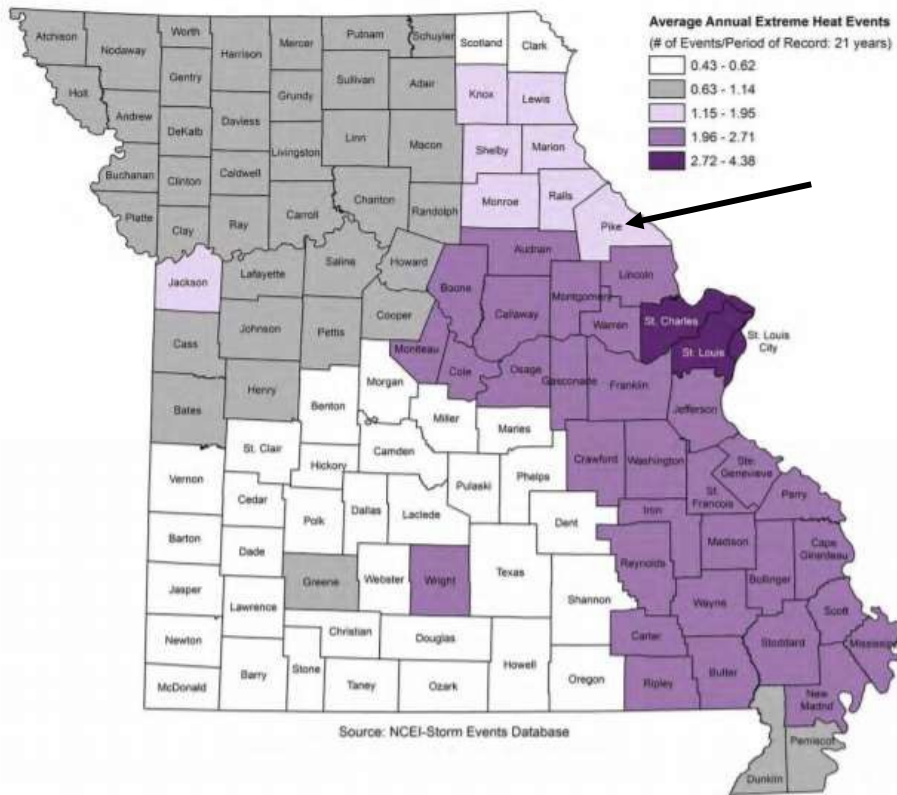 Average Annual Extreme Heat Events
(# of Events/Period of Record: 21 years)
0.43 - 0.62
0.63 - 1.14
1.15 - 1.95
1.96 - 2.71
2.72 - 4.38
Atchison
Nodaway
Worth
Harrison
Mercer
Putnam
Schuyler
Scotland
Clark
Holt
Gentry
Sullivan
Adair
Knox
Lewis
Andrew
DeKalb
Daviess
Grundy
Linn
Macon
Shelby
Marion
Buchanan
Clinton
Caldwell
Livingston
Chariton
Randolph
Monroe
Ralls
Pike
Platte
Clay
Ray
Carroll
Audrain
Jackson
Lafayette
Saline
Howard
Boone
Callaway
Montgomery
Lincoln
Warren
St. Charles
St. Louis
City
St. Louis
Cass
Johnson
Pettis
Cooper
Moniteau
Cole
Osage
Gasconade
Franklin
Jefferson
Bates
Henry
Benton
Morgan
Miller
Maries
St. Clair
Hickory
Camden
Pulaski
Phelps
Crawford
Washington
Ste.
Genevieve
St.
Francois
Perry
Vernon
Cedar
Polk
Dallas
Laclede
Dent
Iron
Madison
Cape
Girardeau
Barton
Dade
Greene
Webster
Wright
Texas
Shannon
Reynolds
Wayne
Bollinger
Scott
Jasper
Lawrence
Christian
Douglas
Carter
Stoddard
Mississippi
Newton
McDonald
Barry
Stone
Taney
Ozark
Howell
Oregon
Ripley
Butler
New
Madrid
Dunklin
Pemiscot
Source: NCEI-Storm Events Database